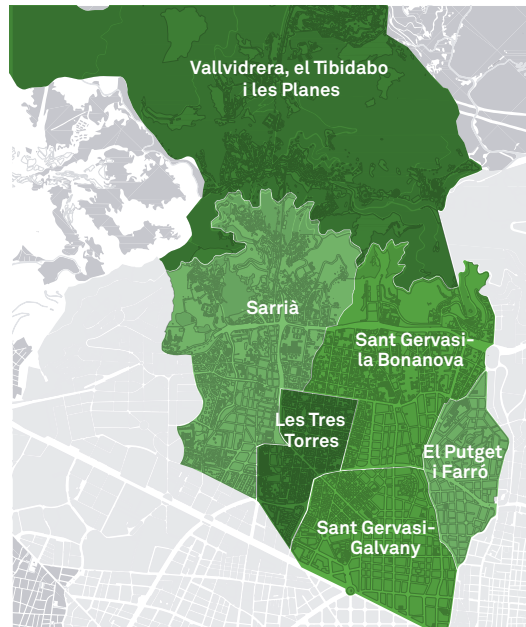 Vallvidrera, el Tibidabo
i les Planes
Sarrià
Sant Gervasi-
la Bonanova
Les Tres
Torres
El Putget
i Farró
Sant Gervasi-
Galvany